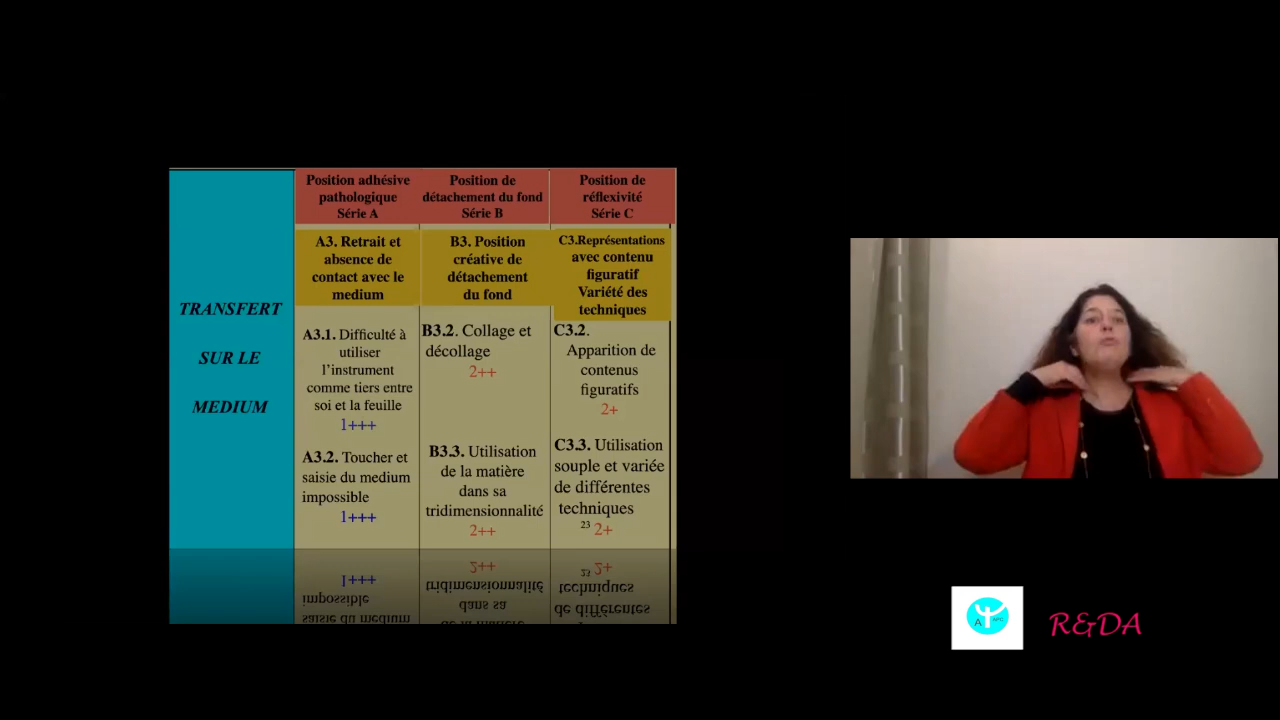 TRANSFERT
SUR LE
MEDIUM
Position adhésive
pathologique
Série A
Position de
détachement du fond
Série B
Position de
réflexivité
Série C
A3. Retrait et
absence de
contact avec le
medium
B3. Position
créative de
détachement
du fond
C3.Représentations
avec contenu
figuratif
Variété des
techniques
A3.1. Difficulté à
utiliser
l’instrument
comme tiers entre
soi et la feuille
1+++
B3.2. Collage et
décollage
2++
C3.2.
Apparition de
contenus
figuratifs
2+
A3.2. Toucher et
saisie du medium
impossible
1+++
B3.3. Utilisation
de la matière
dans sa
tridimensionnalité
2++
C3.3. Utilisation
souple et variée
de différentes
techniques
23 2+
R&DA